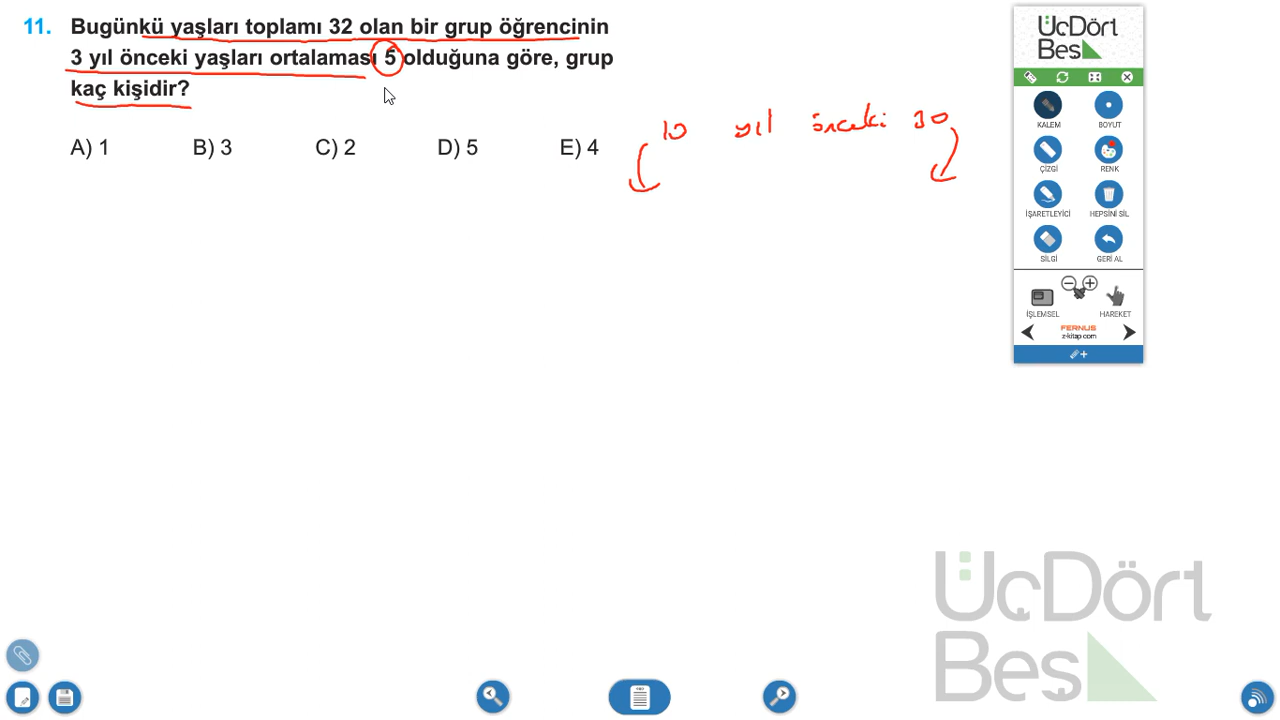 11. Bugünkü yaşları toplamı 32 olan bir grup öğrencinin
3 yıl önceki yaşları ortalaması 5 olduğuna göre, grup
kaç kişidir?
A) 1 B) 3 C) 2 D) 5 E) 4
10 yıl önceki 30
ÜçDört
Beş
KALEM BOYUT
ÇİZGİ RENK
İŞARETLEYİCİ HEPSİNİ SİL
SİLGİ GERİ AL
İŞLEMSEL HAREKET
FERNUS
z-kitap.com
ÜçDört
Beş